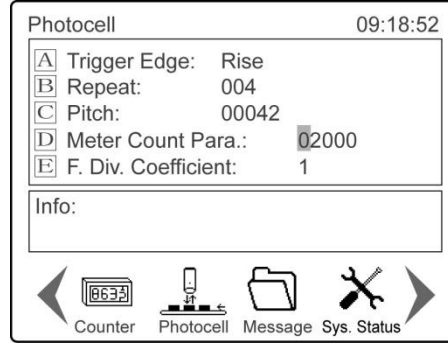 Photocell 09:18:52
A Trigger Edge: Rise
B Repeat: 004
C Pitch: 00042
D Meter Count Para.: 02000
E F. Div. Coefficient: 1
Info:
Counter Photocell Message Sys. Status